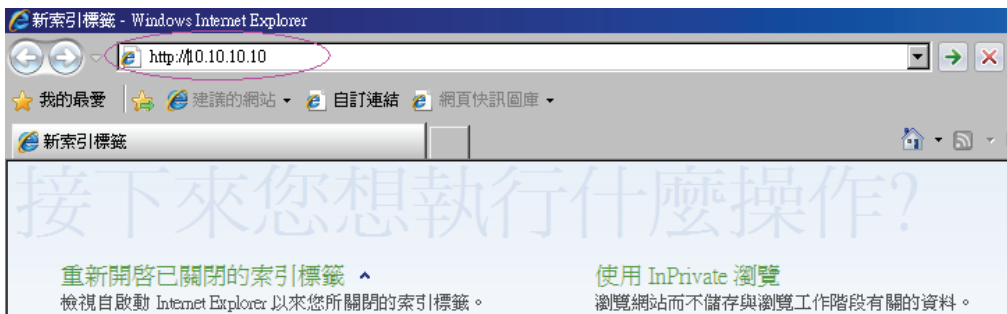 新索引標籤 - Windows Internet Explorer
http://10.10.10.10
我的最愛 建議的網站 自訂連結 網頁快訊圖庫
新索引標籤
接下來您想執行什麼操作?
重新開啓已關閉的索引標籤 使用 InPrivate 瀏覽
檢視自啟動 Internet Explorer 以來您所關閉的索引標籤。 瀏覽網站而不儲存與瀏覽工作階段有關的資料。